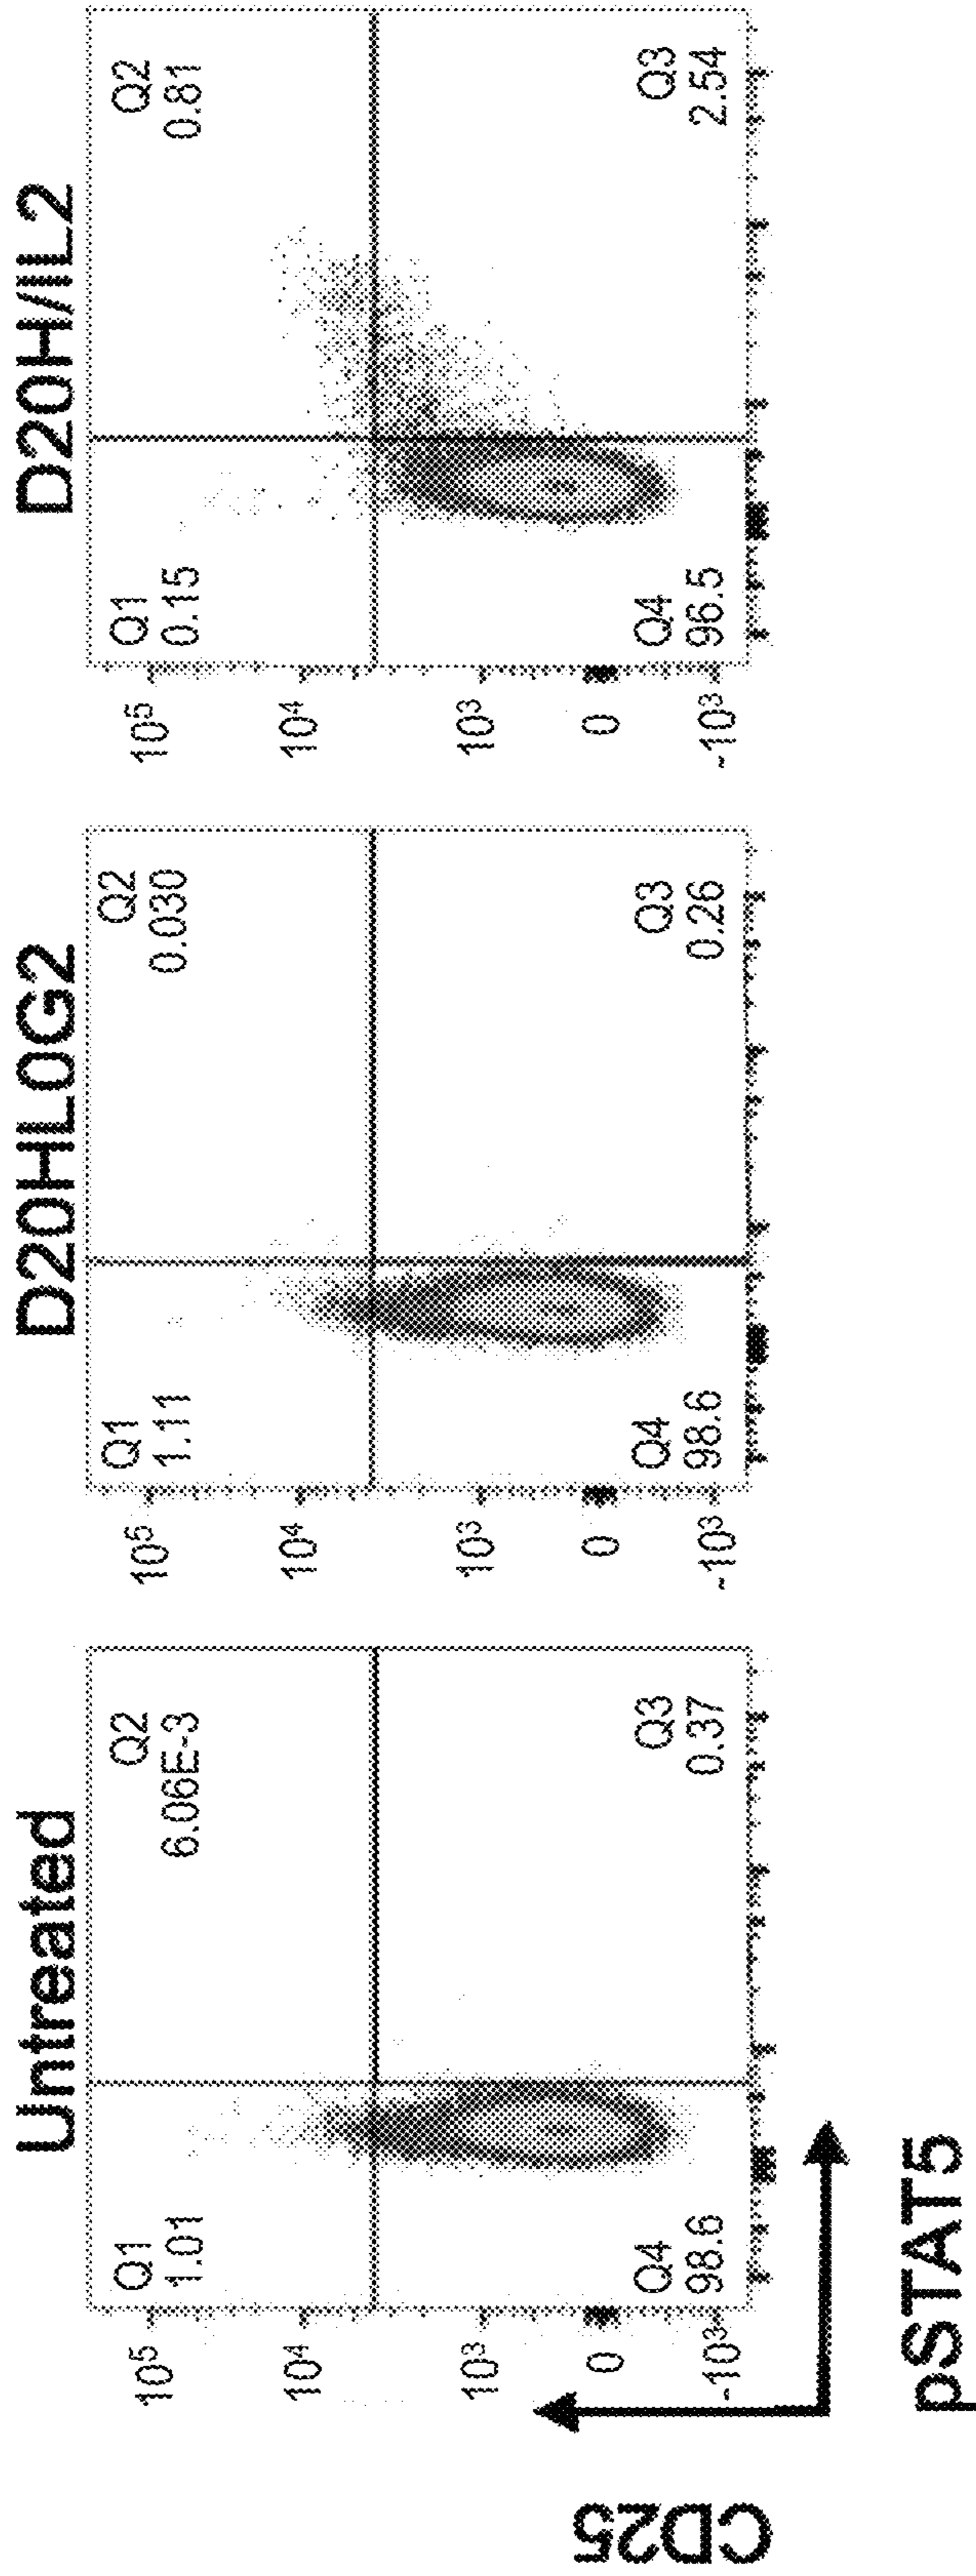 Untreated
Q1
1.01
Q2
6.06E-3
Q4
98.6
Q3
0.37
10⁵
10⁴
10³
0
-10³
D20HL0G2
Q1
1.11
Q2
0.030
Q4
98.6
Q3
0.26
10⁵
10⁴
10³
0
-10³
D20H/IL2
Q1
0.15
Q2
0.81
Q4
96.5
Q3
2.54
10⁵
10⁴
10³
0
-10³
CD25
pSTAT5